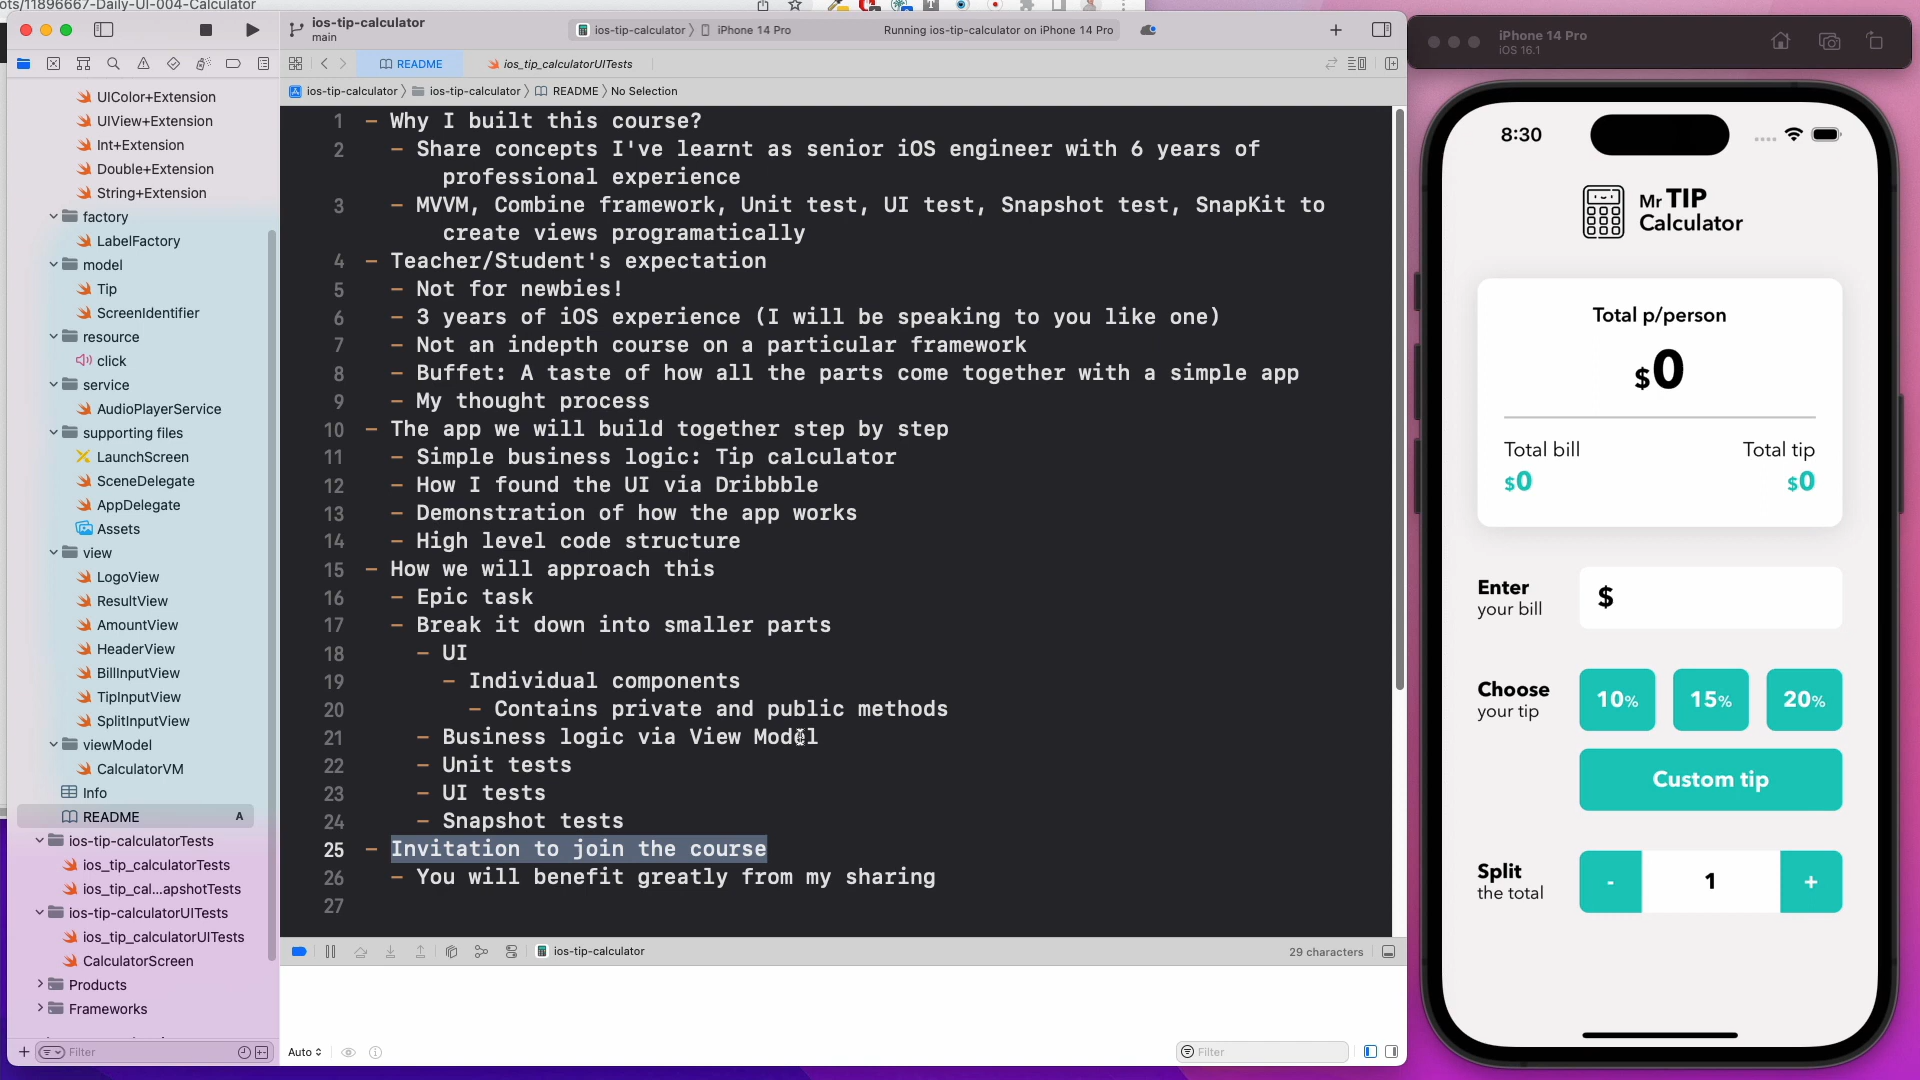 ots/11896667-Daily-UI-004-Calculator
ios-tip-calculator
main
ios-tip-calculator
iPhone 14 Pro
Running ios-tip-calculator on iPhone 14 Pro
README
ios_tip_calculatorUITests
ios-tip-calculator
ios-tip-calculator
README
No Selection
UIColor+Extension
UIView+Extension
Int+Extension
Double+Extension
String+Extension
factory
LabelFactory
model
Tip
ScreenIdentifier
resource
click
service
AudioPlayerService
supporting files
LaunchScreen
SceneDelegate
AppDelegate
Assets
view
LogoView
ResultView
AmountView
HeaderView
BillInputView
TipInputView
SplitInputView
viewModel
CalculatorVM
Info
README A
ios-tip-calculatorTests
ios_tip_calculatorTests
ios_tip_cal...apshotTests
ios-tip-calculatorUITests
ios_tip_calculatorUITests
CalculatorScreen
Products
Frameworks
Filter
1 – Why I built this course?
2 – Share concepts I've learnt as senior iOS engineer with 6 years of
professional experience
3 – MVVM, Combine framework, Unit test, UI test, Snapshot test, SnapKit to
create views programatically
4 – Teacher/Student's expectation
5 – Not for newbies!
6 – 3 years of iOS experience (I will be speaking to you like one)
7 – Not an indepth course on a particular framework
8 – Buffet: A taste of how all the parts come together with a simple app
9 – My thought process
10 – The app we will build together step by step
11 – Simple business logic: Tip calculator
12 – How I found the UI via Dribbble
13 – Demonstration of how the app works
14 – High level code structure
15 – How we will approach this
16 – Epic task
17 – Break it down into smaller parts
18 – UI
19 – Individual components
20 – Contains private and public methods
21 – Business logic via View Model
22 – Unit tests
23 – UI tests
24 – Snapshot tests
25 – Invitation to join the course
26 – You will benefit greatly from my sharing
27
ios-tip-calculator
29 characters
Auto
Filter
iPhone 14 Pro
iOS 16.1
8:30
Mr TIP
Calculator
Total p/person
$0
Total bill
Total tip
$0
$0
Enter
your bill
$
Choose
your tip
10%
15%
20%
Custom tip
Split
the total
-
1
+